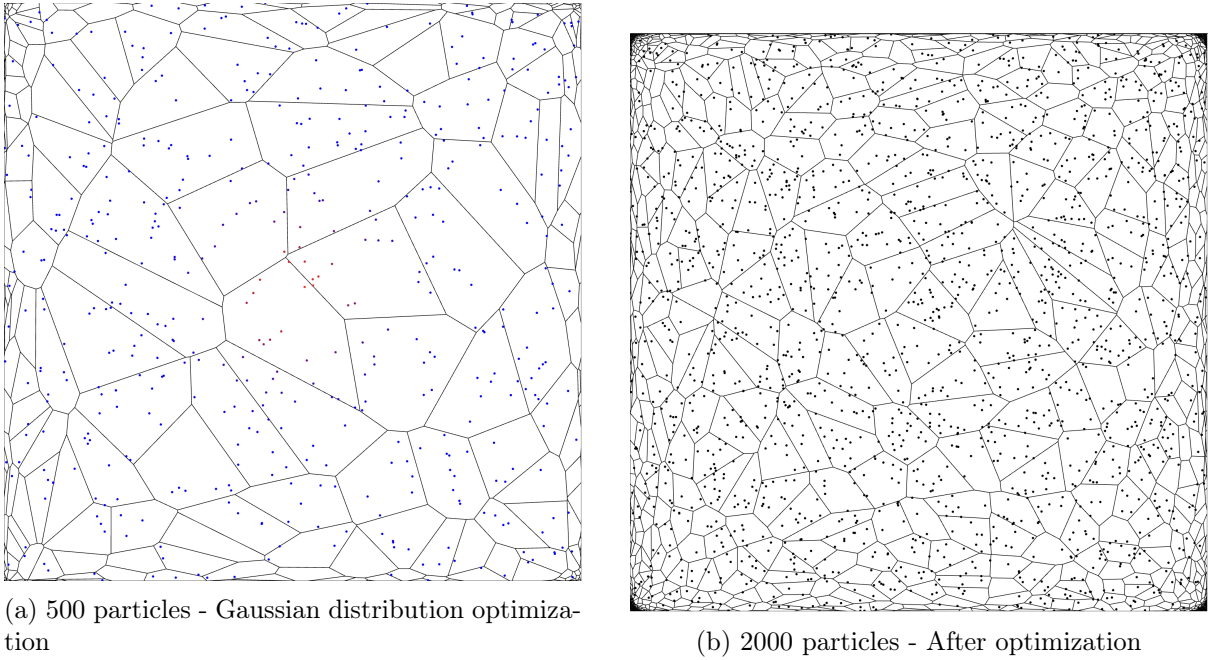 (a) 500 particles - Gaussian distribution optimiza-
tion
(b) 2000 particles - After optimization